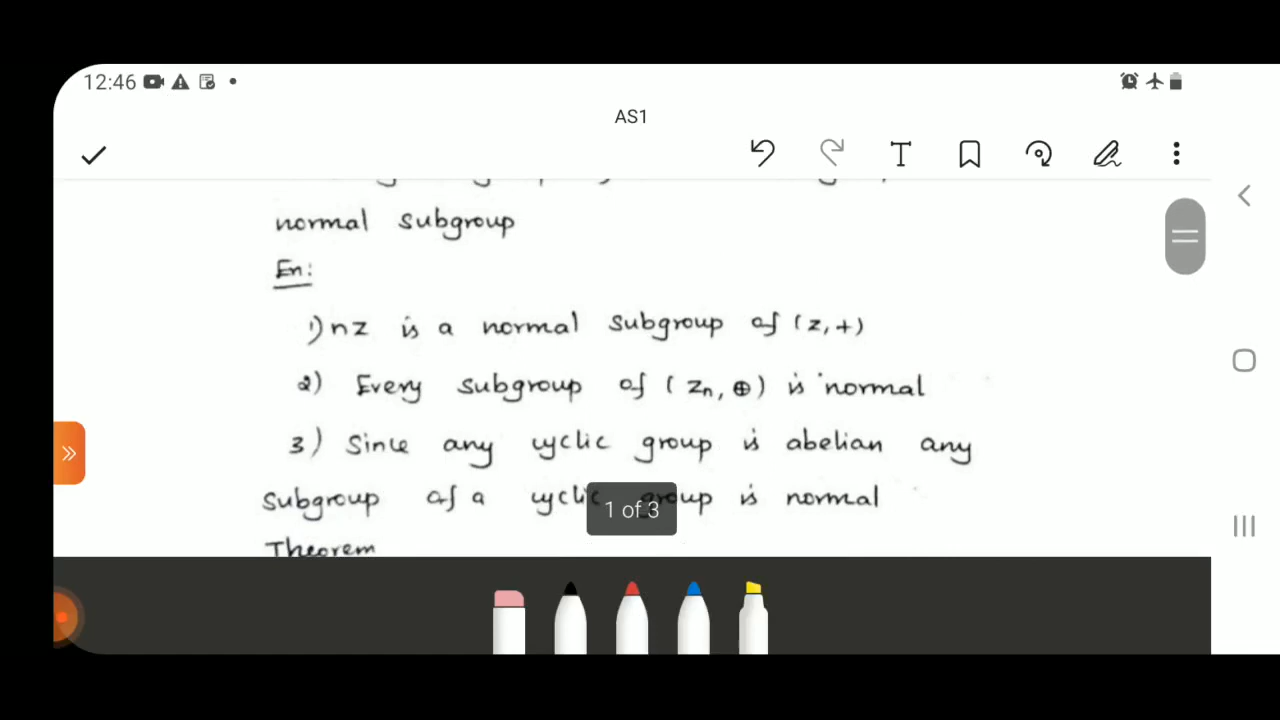 12:46
AS1
normal subgroup
En:
1) nz is a normal subgroup of (z, +)
2) Every subgroup of (zn, ⊕) is normal
3) Since any cyclic group is abelian any
subgroup of a cyclic group is normal
1 of 3
Theorem